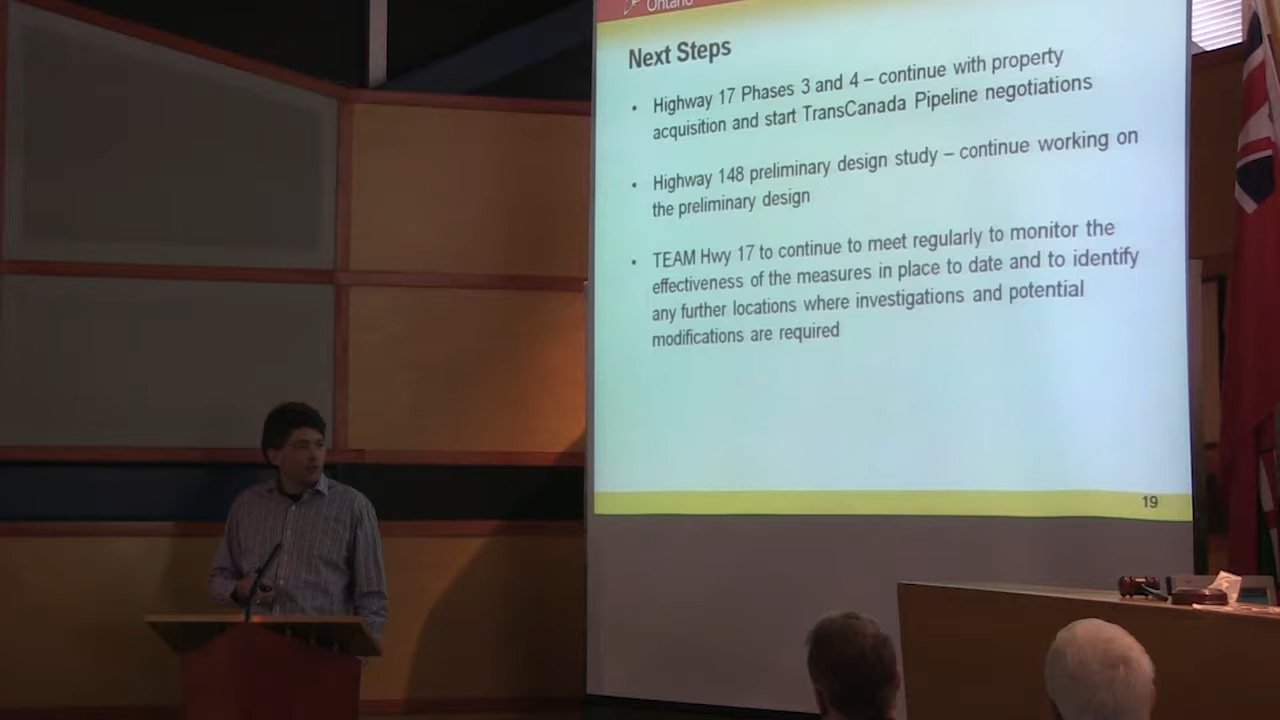 Ontario
Next Steps
• Highway 17 Phases 3 and 4 – continue with property
acquisition and start TransCanada Pipeline negotiations
• Highway 148 preliminary design study – continue working on
the preliminary design
• TEAM Hwy 17 to continue to meet regularly to monitor the
effectiveness of the measures in place to date and to identify
any further locations where investigations and potential
modifications are required
19